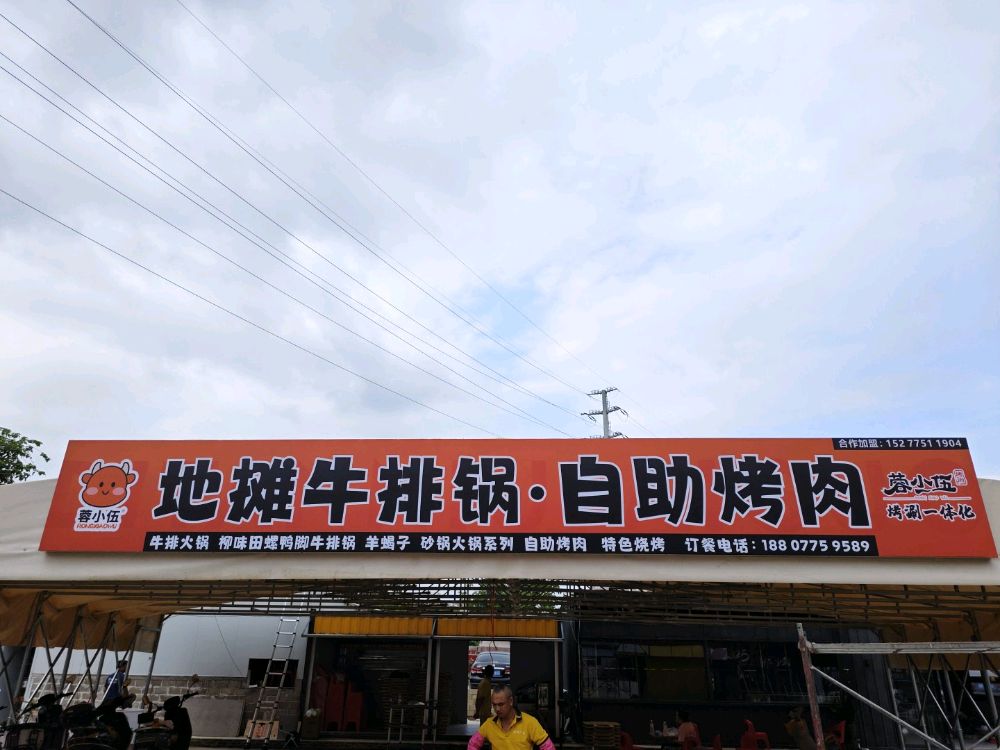 合作加盟：152 7751 1904
地摊牛排锅·自助烤肉
蓉小伍
RONGXIAOWU
蓉小伍
烤涮一体化
牛排火锅 柳味田螺鸭脚牛排锅 羊蝎子 砂锅火锅系列 自助烤肉 特色烧烤 订餐电话：188 0775 9589